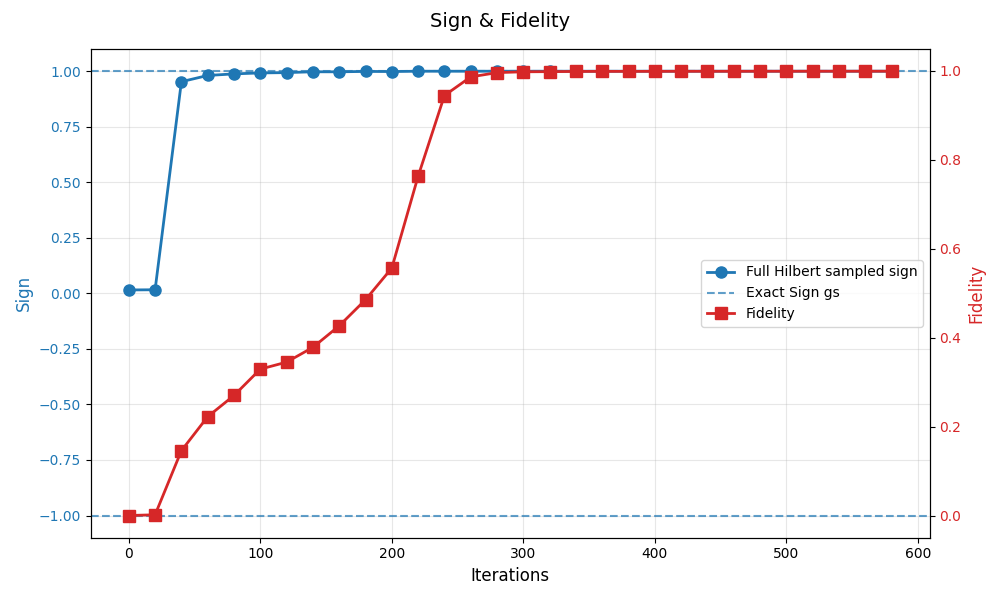 Sign & Fidelity
1.00
0.75
0.50
0.25
0.00
−0.25
−0.50
−0.75
−1.00
Sign
1.0
0.8
0.6
0.4
0.2
0.0
Fidelity
Full Hilbert sampled sign
Exact Sign gs
Fidelity
0 100 200 300 400 500 600
Iterations